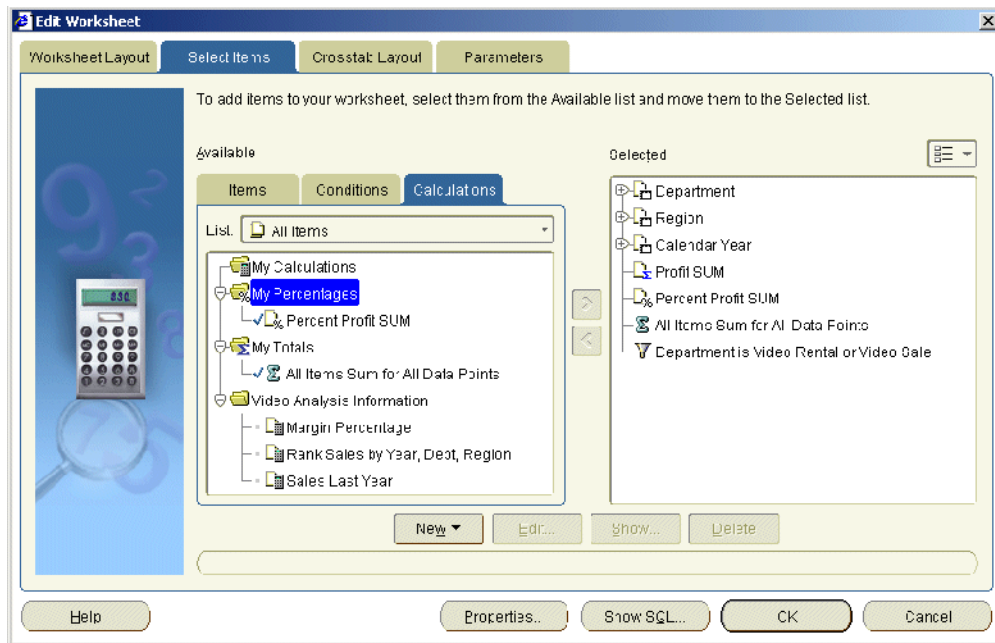 Edit Worksheet
Worksheet Layout
Select Items
Crosstab Layout
Parameters
To add items to your worksheet, select them from the Available list and move them to the Selected list.
Available
Selected
Items
Conditions
Calculations
List:
All Items
My Calculations
My Percentages
Percent Profit SUM
My Totals
All Items Sum for All Data Points
Video Analysis Information
Margin Percentage
Rank Sales by Year, Dept, Region
Sales Last Year
Department
Region
Calendar Year
Profit SUM
Percent Profit SUM
All Items Sum for All Data Points
Department is Video Rental or Video Sale
New
Edit...
Show...
Delete
Help
Properties..
Show SQL...
OK
Cancel